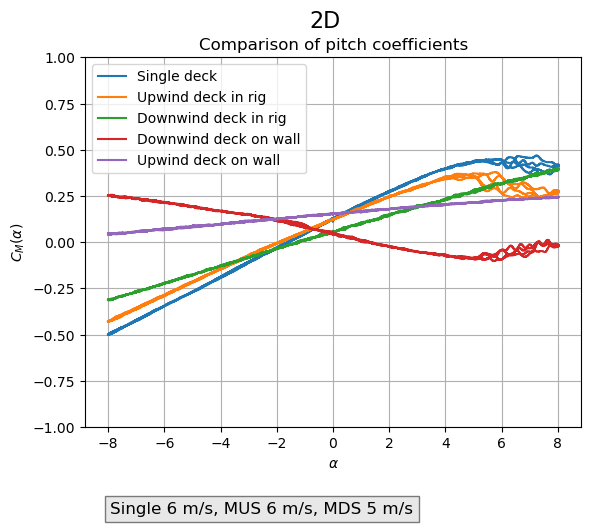 2D
Comparison of pitch coefficients
1.00
0.75
0.50
0.25
0.00
−0.25
−0.50
−0.75
−1.00
C_M(α)
Single deck
Upwind deck in rig
Downwind deck in rig
Downwind deck on wall
Upwind deck on wall
−8 −6 −4 −2 0 2 4 6 8
α
Single 6 m/s, MUS 6 m/s, MDS 5 m/s